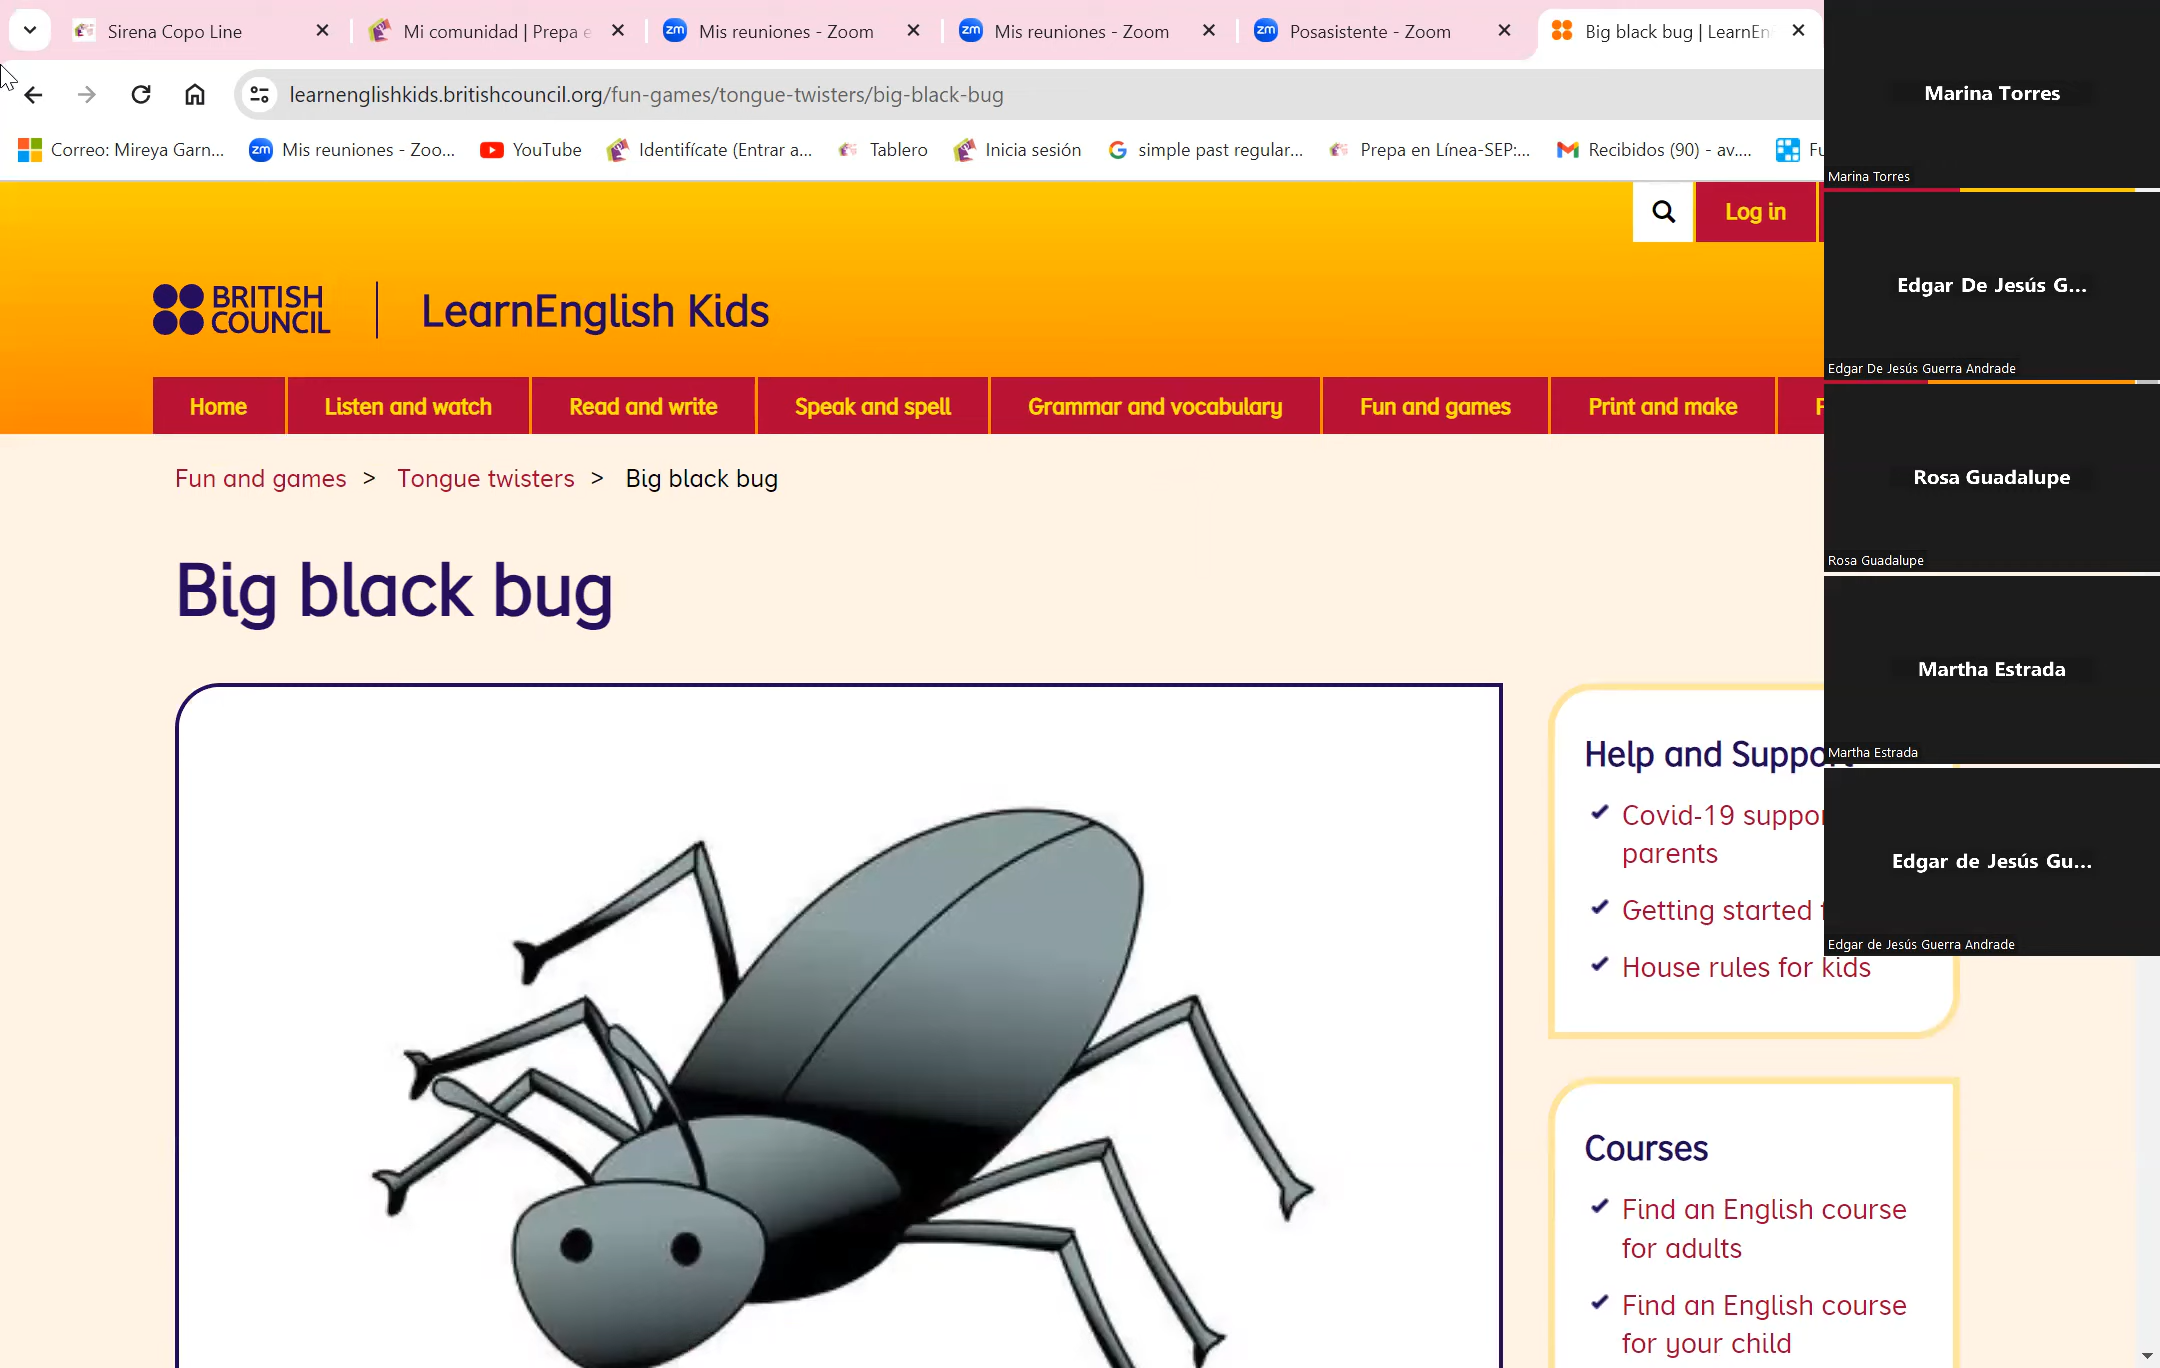 Sirena Copo Line
Mi comunidad | Prepa e
Mis reuniones - Zoom
Mis reuniones - Zoom
Posasistente - Zoom
Big black bug | LearnEn
learnenglishkids.britishcouncil.org/fun-games/tongue-twisters/big-black-bug
Correo: Mireya Garn...
Mis reuniones - Zoo...
YouTube
Identifícate (Entrar a...
Tablero
Inicia sesión
simple past regular...
Prepa en Línea-SEP:...
Recibidos (90) - av....
Log in
BRITISH
COUNCIL
LearnEnglish Kids
Home
Listen and watch
Read and write
Speak and spell
Grammar and vocabulary
Fun and games
Print and make
Fun and games > Tongue twisters > Big black bug
Big black bug
Help and Suppo
Covid-19 suppor
parents
Getting started
House rules for kids
Courses
Find an English course
for adults
Find an English course
for your child
Marina Torres
Marina Torres
Edgar De Jesús G...
Edgar De Jesús Guerra Andrade
Rosa Guadalupe
Rosa Guadalupe
Martha Estrada
Martha Estrada
Edgar de Jesús Gu...
Edgar de Jesús Guerra Andrade